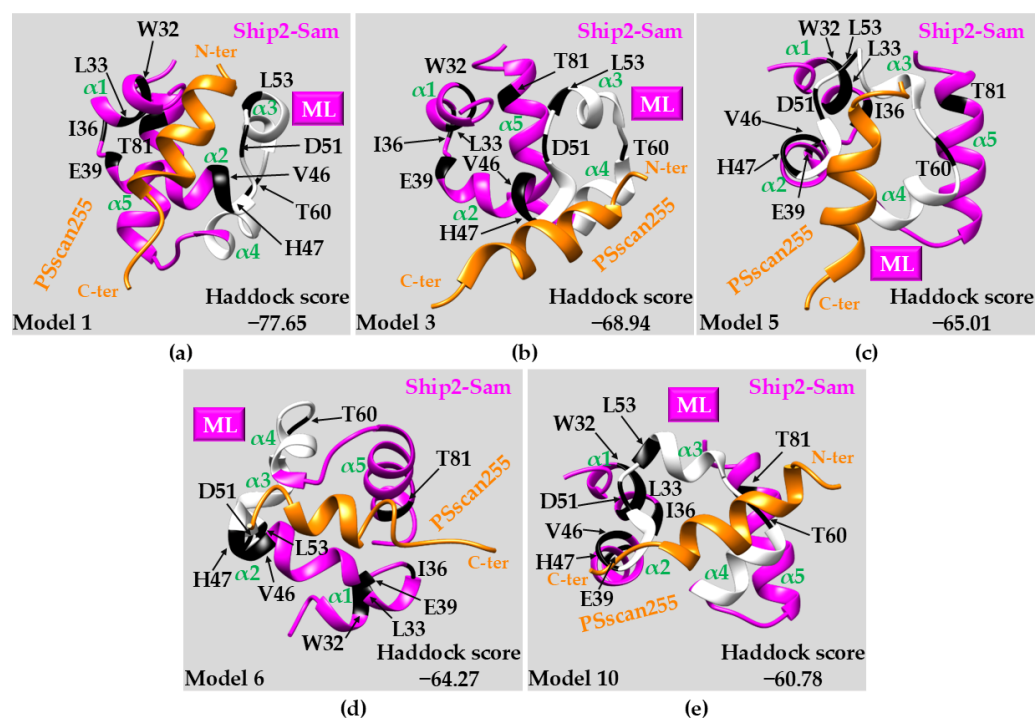 Ship2-Sam
W32
N-ter
L33
L53
α1
α3
ML
I36
T81
α2
D51
E39
V46
α5
T60
PSscan255
H47
α4
C-ter
Haddock score
Model 1
−77.65
(a)
Ship2-Sam
T81
L53
W32
α3
ML
α1
α5
I36
L33
D51
T60
V46
E39
α4
N-ter
α2
H47
PSscan255
C-ter
Haddock score
Model 3
−68.94
(b)
Ship2-Sam
W32
L53
α1
L33
α3
D51
I36
T81
V46
α5
H47
T60
α2
α4
E39
PSscan255
ML
C-ter
Haddock score
Model 5
−65.01
(c)
Ship2-Sam
ML
T60
α4
α5
T81
α3
D51
PSscan255
L53
C-ter
H47
α2
V46
I36
α1
E39
L33
W32
Haddock score
Model 6
−64.27
(d)
Ship2-Sam
ML
L53
W32
T81
α1
α3
N-ter
D51
L33
I36
V46
T60
H47
C-ter
α2
α4
α5
E39
PSscan255
Haddock score
Model 10
−60.78
(e)